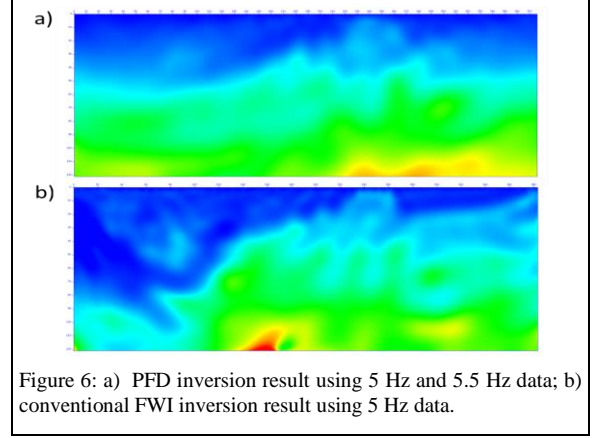 a)
b)
Figure 6: a) PFD inversion result using 5 Hz and 5.5 Hz data; b)
conventional FWI inversion result using 5 Hz data.